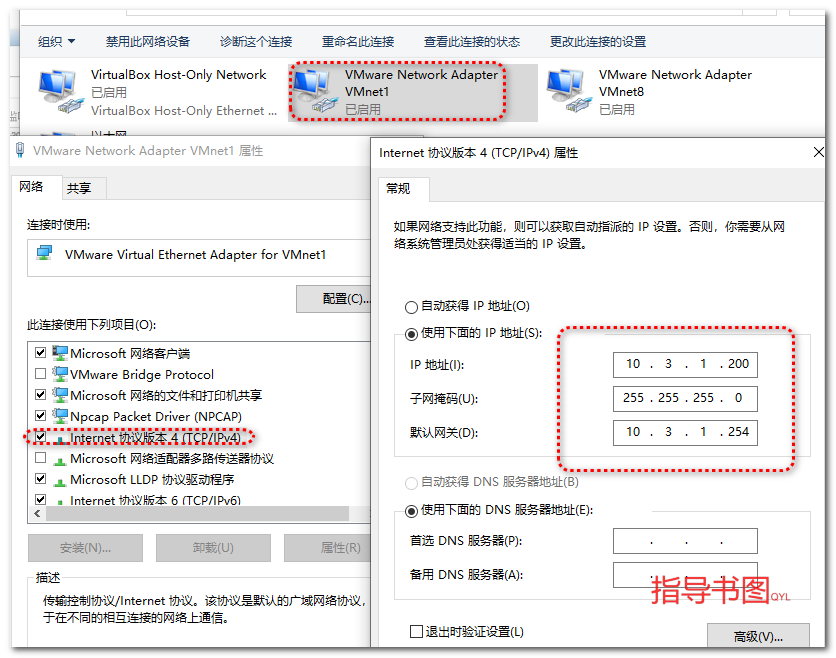 组织 禁用此网络设备 诊断这个连接 重命名此连接 查看此连接的状态 更改此连接的设置
VirtualBox Host-Only Network
已启用
VirtualBox Host-Only Ethernet ...
VMware Network Adapter
VMnet1
已启用
VMware Network Adapter
VMnet8
已启用
以太网
VMware Network Adapter VMnet1 属性
网络 共享
连接时使用:
VMware Virtual Ethernet Adapter for VMnet1
配置(C)...
此连接使用下列项目(O):
Microsoft 网络客户端
VMware Bridge Protocol
Microsoft 网络的文件和打印机共享
Npcap Packet Driver (NPCAP)
Internet 协议版本 4 (TCP/IPv4)
Microsoft 网络适配器多路传送器协议
Microsoft LLDP 协议驱动程序
Internet 协议版本 6 (TCP/IPv6)
安装(N)... 卸载(U) 属性(R)
描述
传输控制协议/Internet 协议。该协议是默认的广域网络协议，
于在不同的相互连接的网络上通信。
Internet 协议版本 4 (TCP/IPv4) 属性
常规
如果网络支持此功能，则可以获取自动指派的 IP 设置。否则，你需要从网
络系统管理员处获得适当的 IP 设置。
自动获得 IP 地址(O)
使用下面的 IP 地址(S):
IP 地址(I): 10 . 3 . 1 . 200
子网掩码(U): 255 . 255 . 255 . 0
默认网关(D): 10 . 3 . 1 . 254
自动获得 DNS 服务器地址(B)
使用下面的 DNS 服务器地址(E):
首选 DNS 服务器(P): . . .
备用 DNS 服务器(A): . . .
指导书图QYL
退出时验证设置(L)
高级(V)...